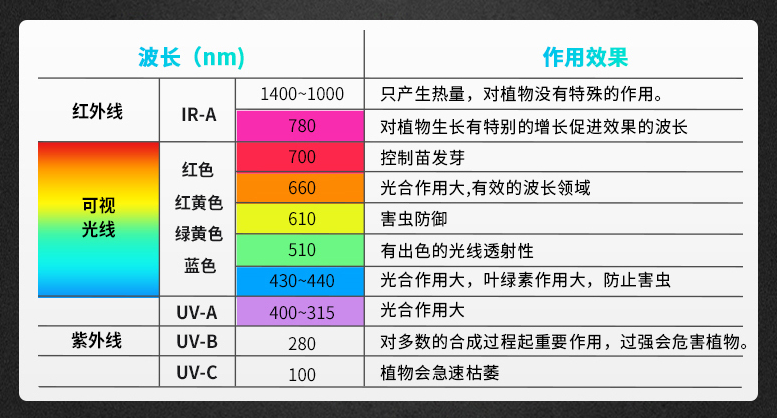 波长（nm） 作用效果
红外线 IR-A 1400~1000 只产生热量，对植物没有特殊的作用。
780 对植物生长有特别的增长促进效果的波长
可视光线 红色 700 控制苗发芽
红黄色 660 光合作用大,有效的波长领域
绿黄色 610 害虫防御
蓝色 510 有出色的光线透射性
430~440 光合作用大，叶绿素作用大，防止害虫
紫外线 UV-A 400~315 光合作用大
UV-B 280 对多数的合成过程起重要作用，过强会危害植物。
UV-C 100 植物会急速枯萎